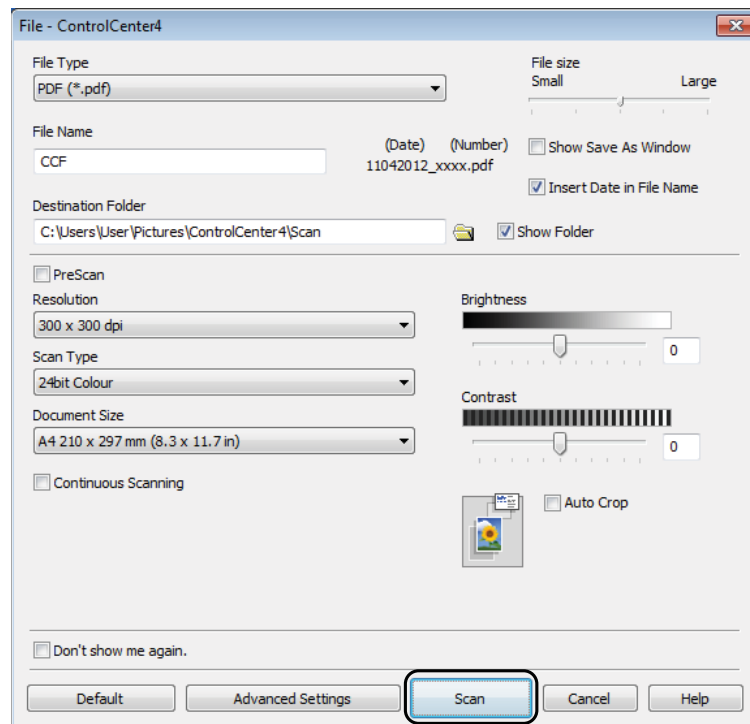 File - ControlCenter4
File Type
PDF (*.pdf)
File size
Small Large
File Name
CCF
(Date) (Number)
11042012_xxxx.pdf
Show Save As Window
Insert Date in File Name
Destination Folder
C:\Users\User\Pictures\ControlCenter4\Scan
Show Folder
PreScan
Resolution
300 x 300 dpi
Scan Type
24bit Colour
Document Size
A4 210 x 297 mm (8.3 x 11.7 in)
Continuous Scanning
Brightness
0
Contrast
0
Auto Crop
Don't show me again.
Default Advanced Settings Scan Cancel Help